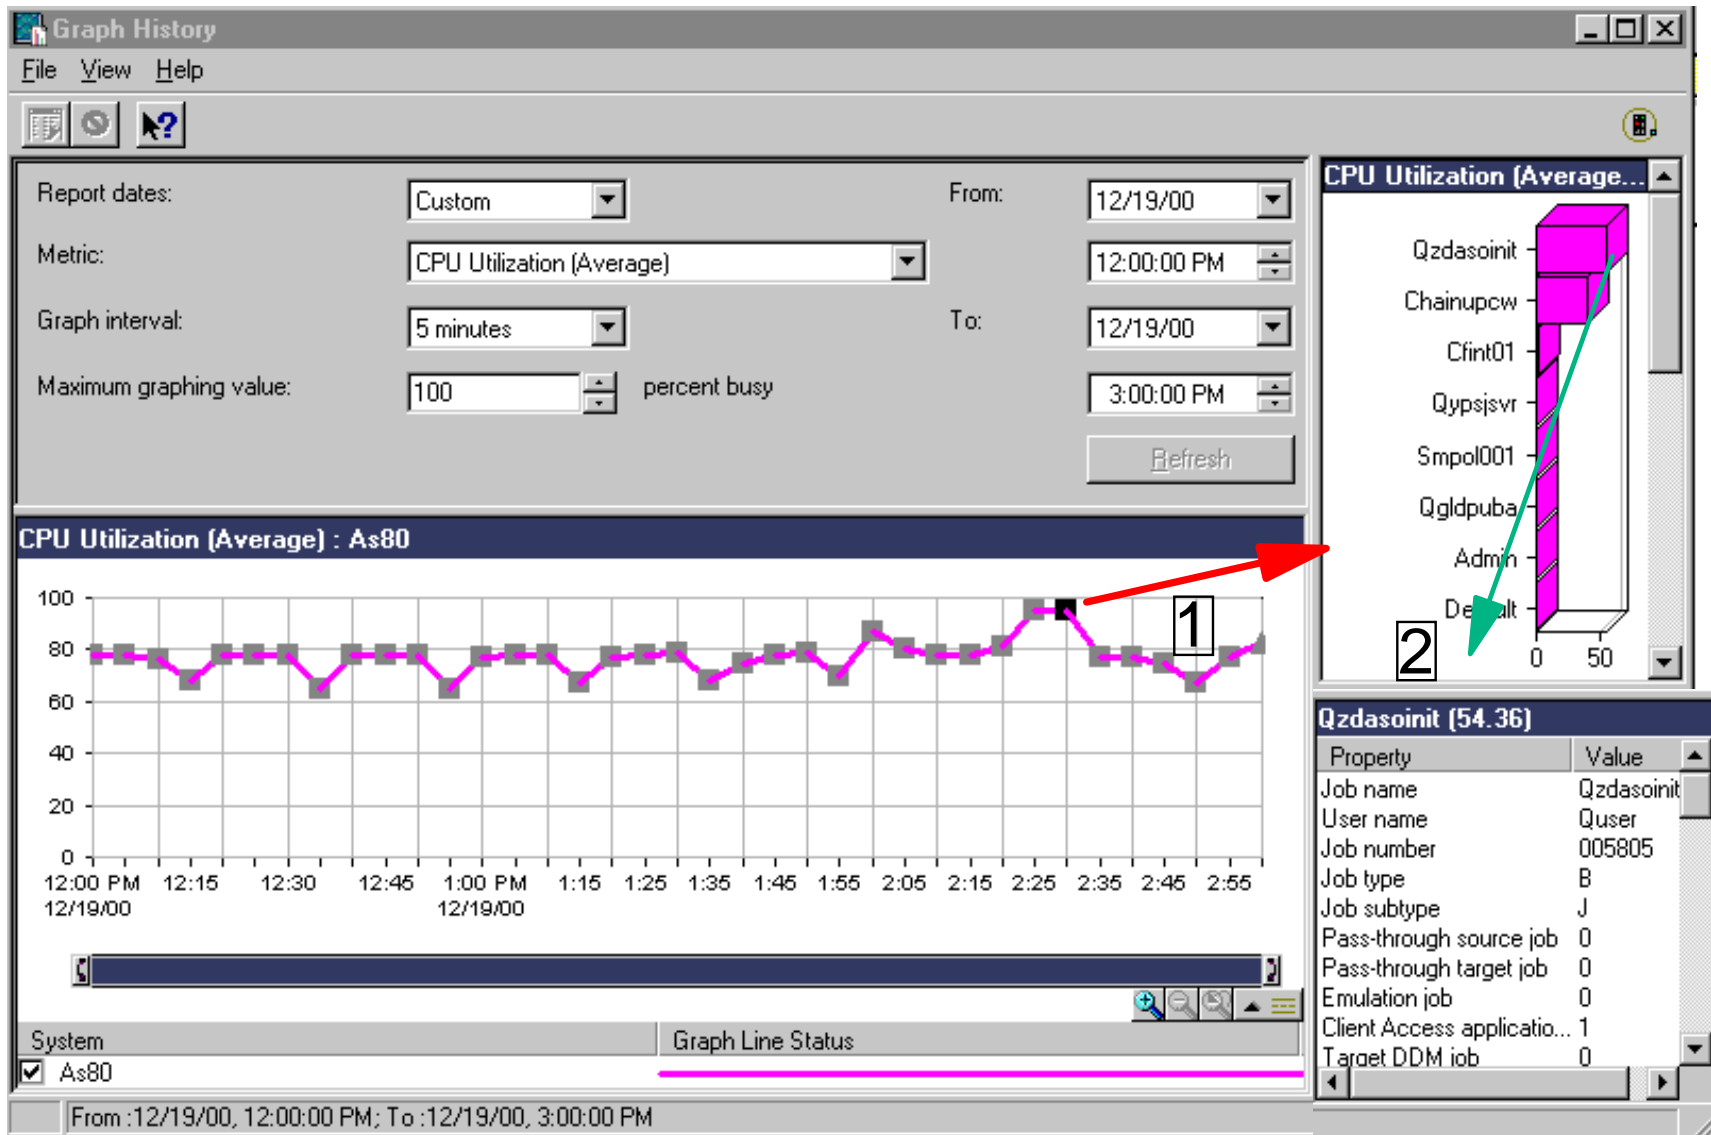 Graph History
File View Help
Report dates: Custom From: 12/19/00
Metric: CPU Utilization (Average) 12:00:00 PM
Graph interval: 5 minutes To: 12/19/00
Maximum graphing value: 100 percent busy 3:00:00 PM
Refresh
CPU Utilization (Average) : As80
100
80
60
40
20
0
12:00 PM 12:15 12:30 12:45 1:00 PM 1:15 1:25 1:35 1:45 1:55 2:05 2:15 2:25 2:35 2:45 2:55
12/19/00 12/19/00
1
System Graph Line Status
As80
From :12/19/00, 12:00:00 PM; To :12/19/00, 3:00:00 PM
CPU Utilization (Average...
Qzdasoinit
Chainupcw
Cfint01
Qypsjsvr
Smpol001
Qgldpuba
Admin
Default
0 50
2
Qzdasoinit (54.36)
Property Value
Job name Qzdasoinit
User name Quser
Job number 005805
Job type B
Job subtype J
Pass-through source job 0
Pass-through target job 0
Emulation job 0
Client Access applicatio... 1
Target DDM job 0